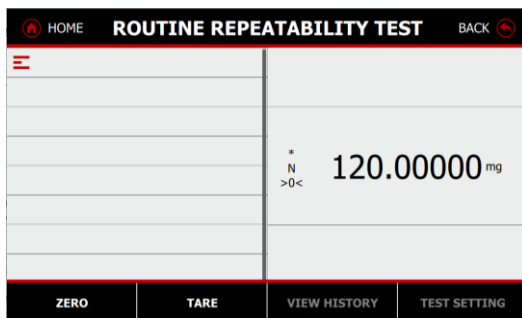 HOME ROUTINE REPEATABILITY TEST BACK
*
N
>0<
120.00000 mg
ZERO TARE VIEW HISTORY TEST SETTING